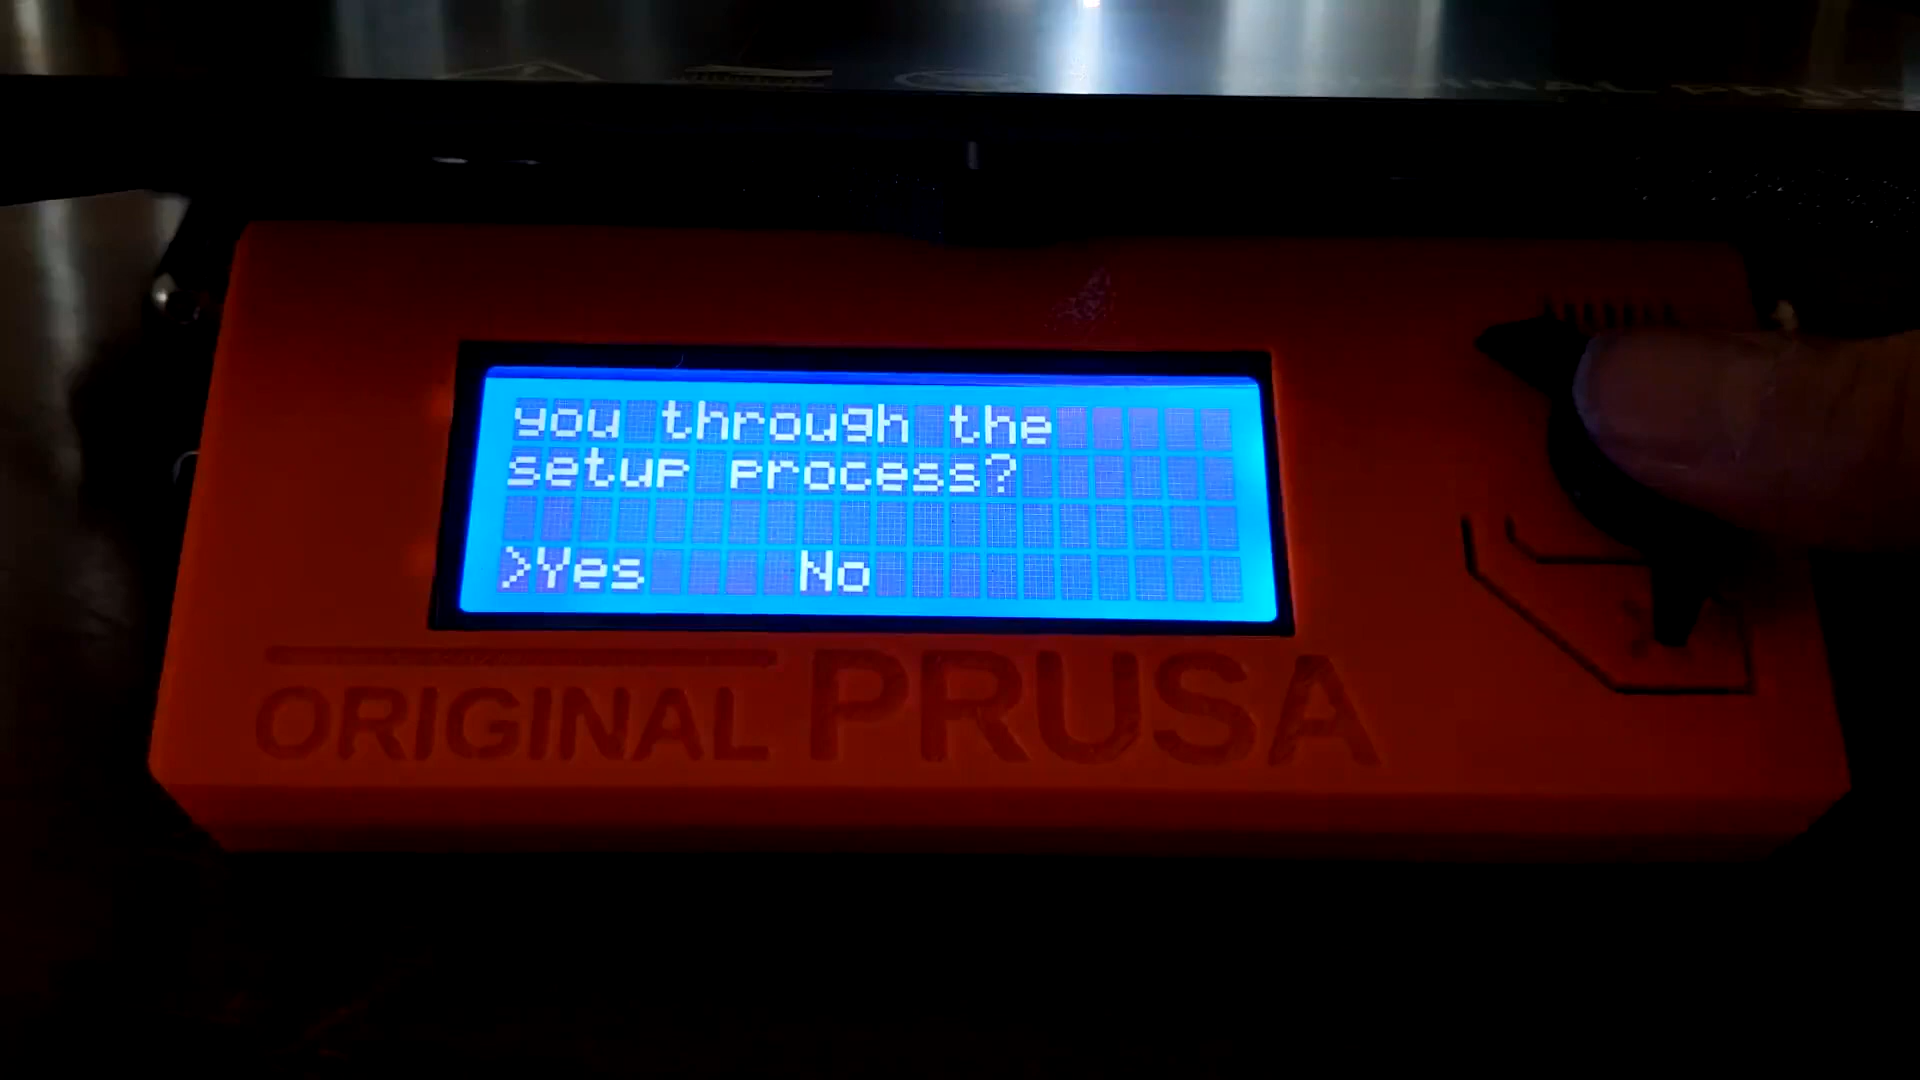 you through the
setup process?
>Yes No
ORIGINAL PRUSA